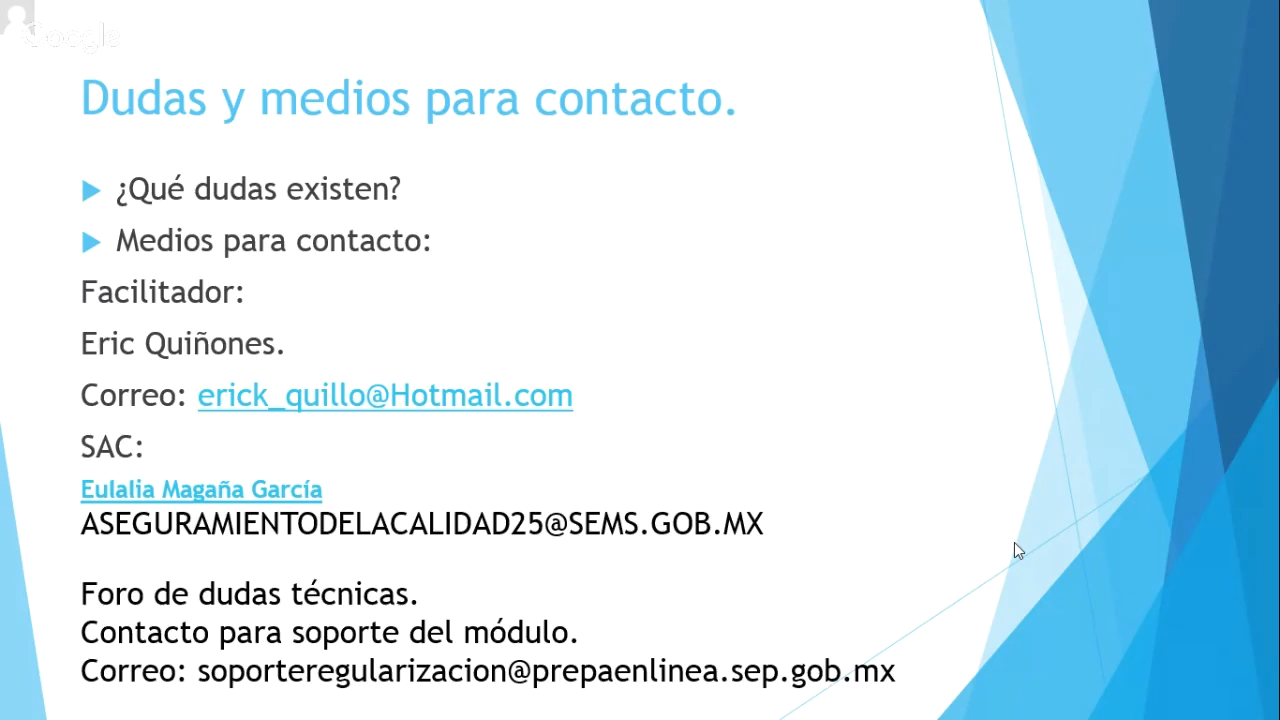 Google
Dudas y medios para contacto.
¿Qué dudas existen?
Medios para contacto:
Facilitador:
Eric Quiñones.
Correo: erick_quillo@Hotmail.com
SAC:
Eulalia Magaña García
ASEGURAMIENTODELACALIDAD25@SEMS.GOB.MX
Foro de dudas técnicas.
Contacto para soporte del módulo.
Correo: soporteregularizacion@prepaenlinea.sep.gob.mx